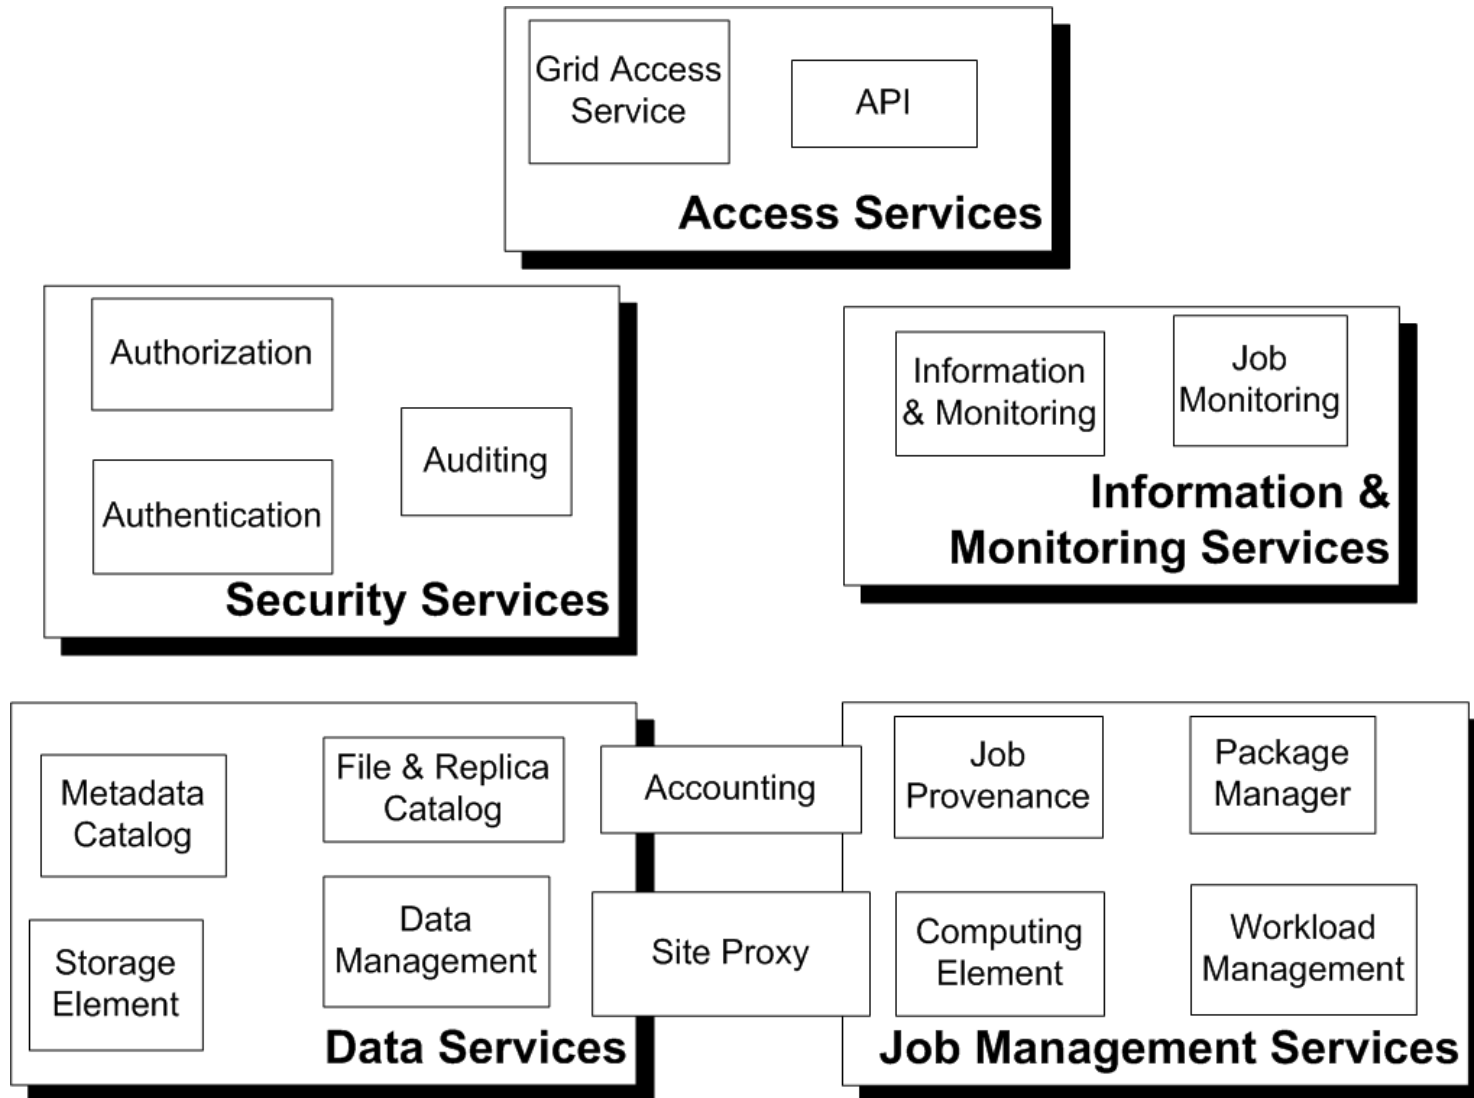 Grid Access
Service
API
Access Services
Authorization
Auditing
Authentication
Security Services
Information
& Monitoring
Job
Monitoring
Information &
Monitoring Services
Metadata
Catalog
File & Replica
Catalog
Storage
Element
Data
Management
Data Services
Accounting
Site Proxy
Job
Provenance
Package
Manager
Computing
Element
Workload
Management
Job Management Services